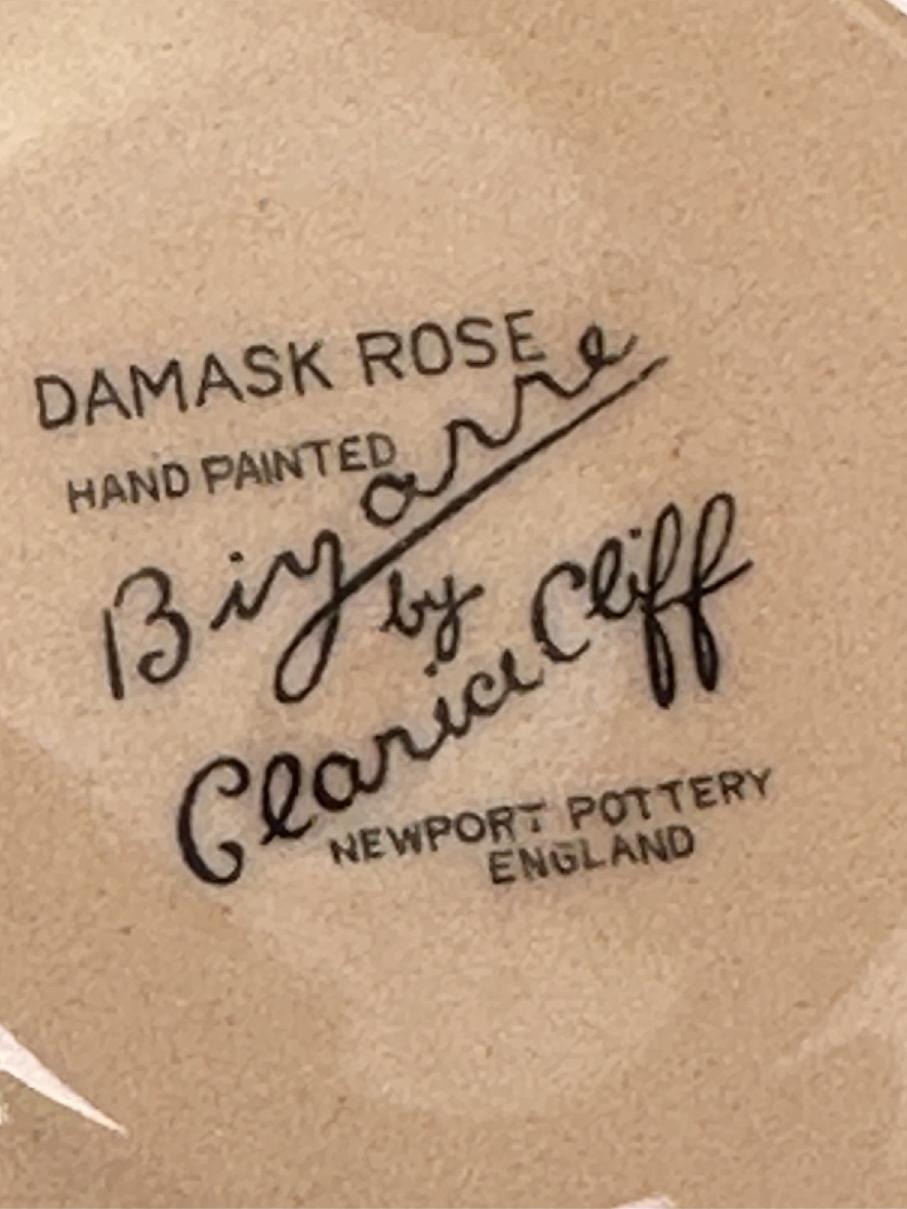 DAMASK ROSE
HAND PAINTED
Bizarre
by
Clarice Cliff
NEWPORT POTTERY
ENGLAND